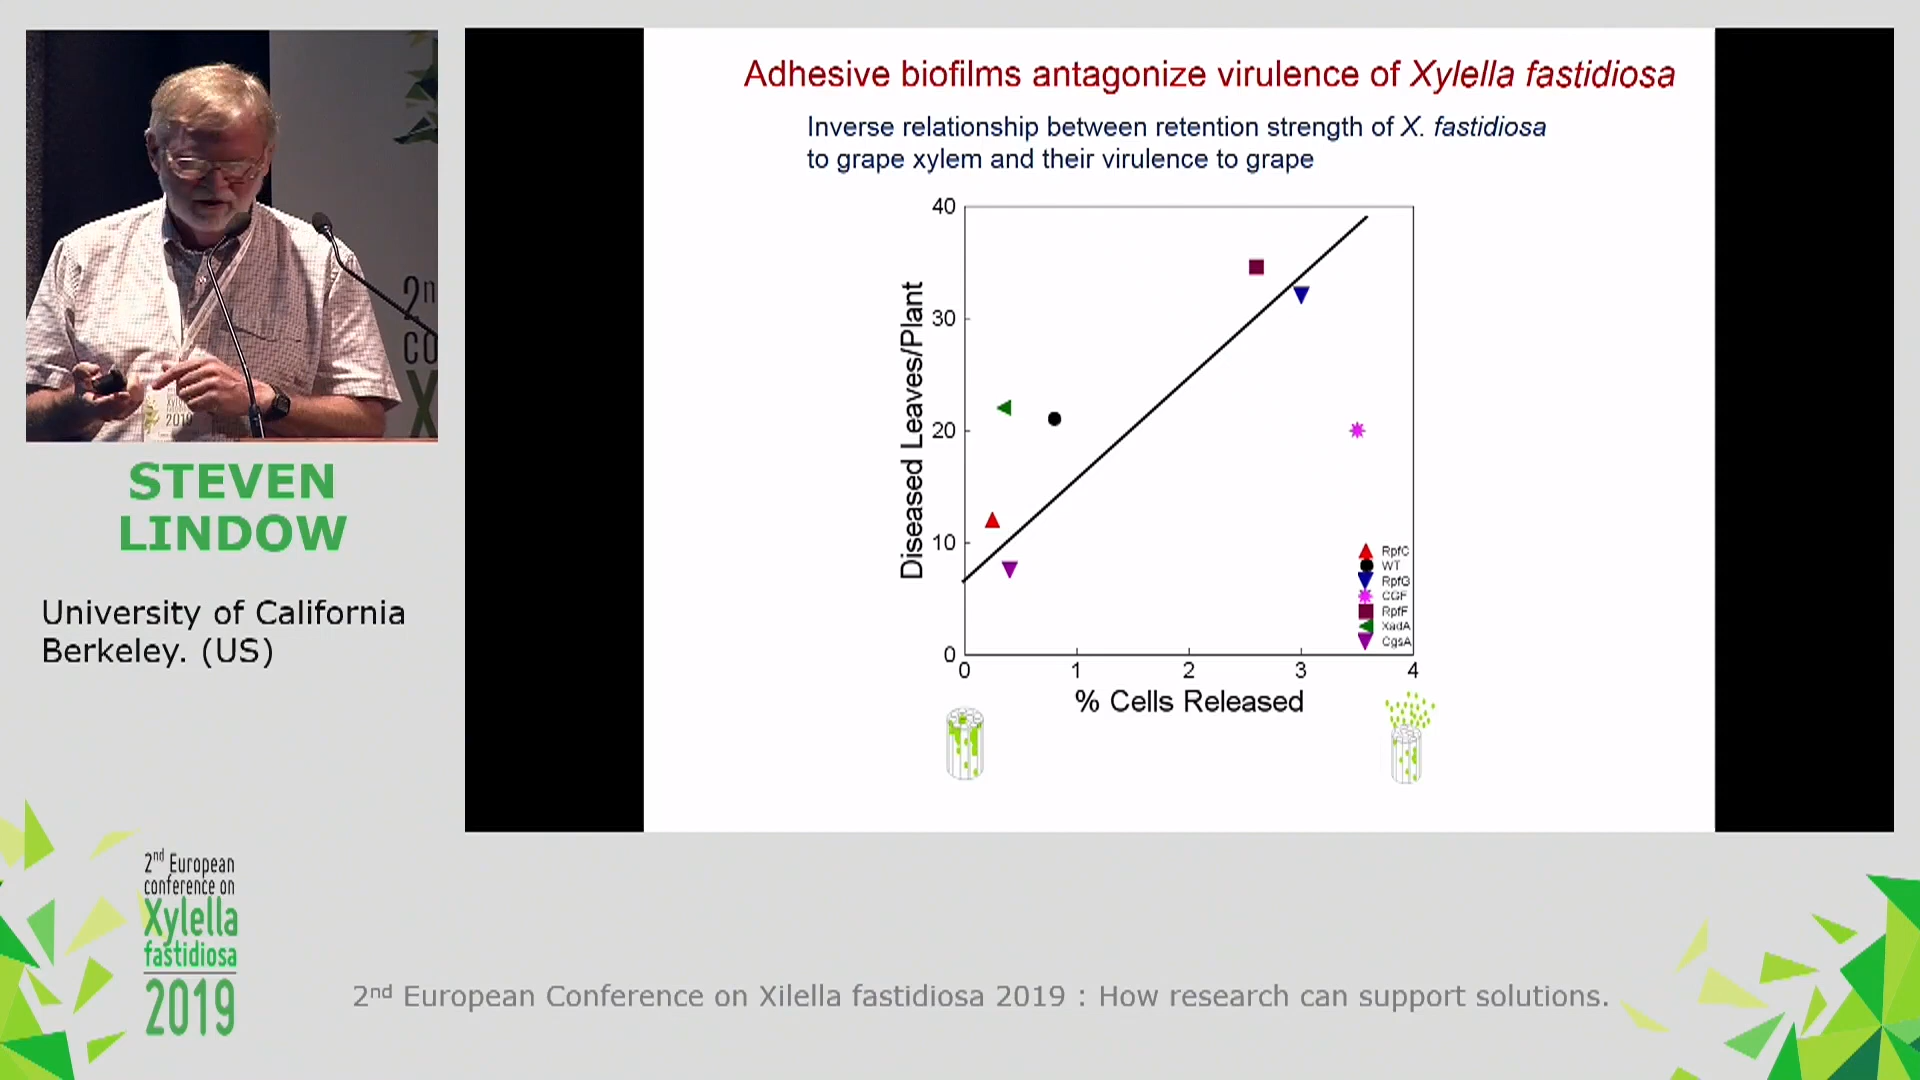 Adhesive biofilms antagonize virulence of Xylella fastidiosa
Inverse relationship between retention strength of X. fastidiosa
to grape xylem and their virulence to grape
40
30
20
10
0
Diseased Leaves/Plant
RpfC
WT
RpfG
CGF
RpfF
XadA
CgsA
0 1 2 3 4
% Cells Released
2n
co
X
2019
STEVEN
LINDOW
University of California
Berkeley. (US)
2nd European
conference on
Xylella
fastidiosa
2019
2nd European Conference on Xilella fastidiosa 2019 : How research can support solutions.